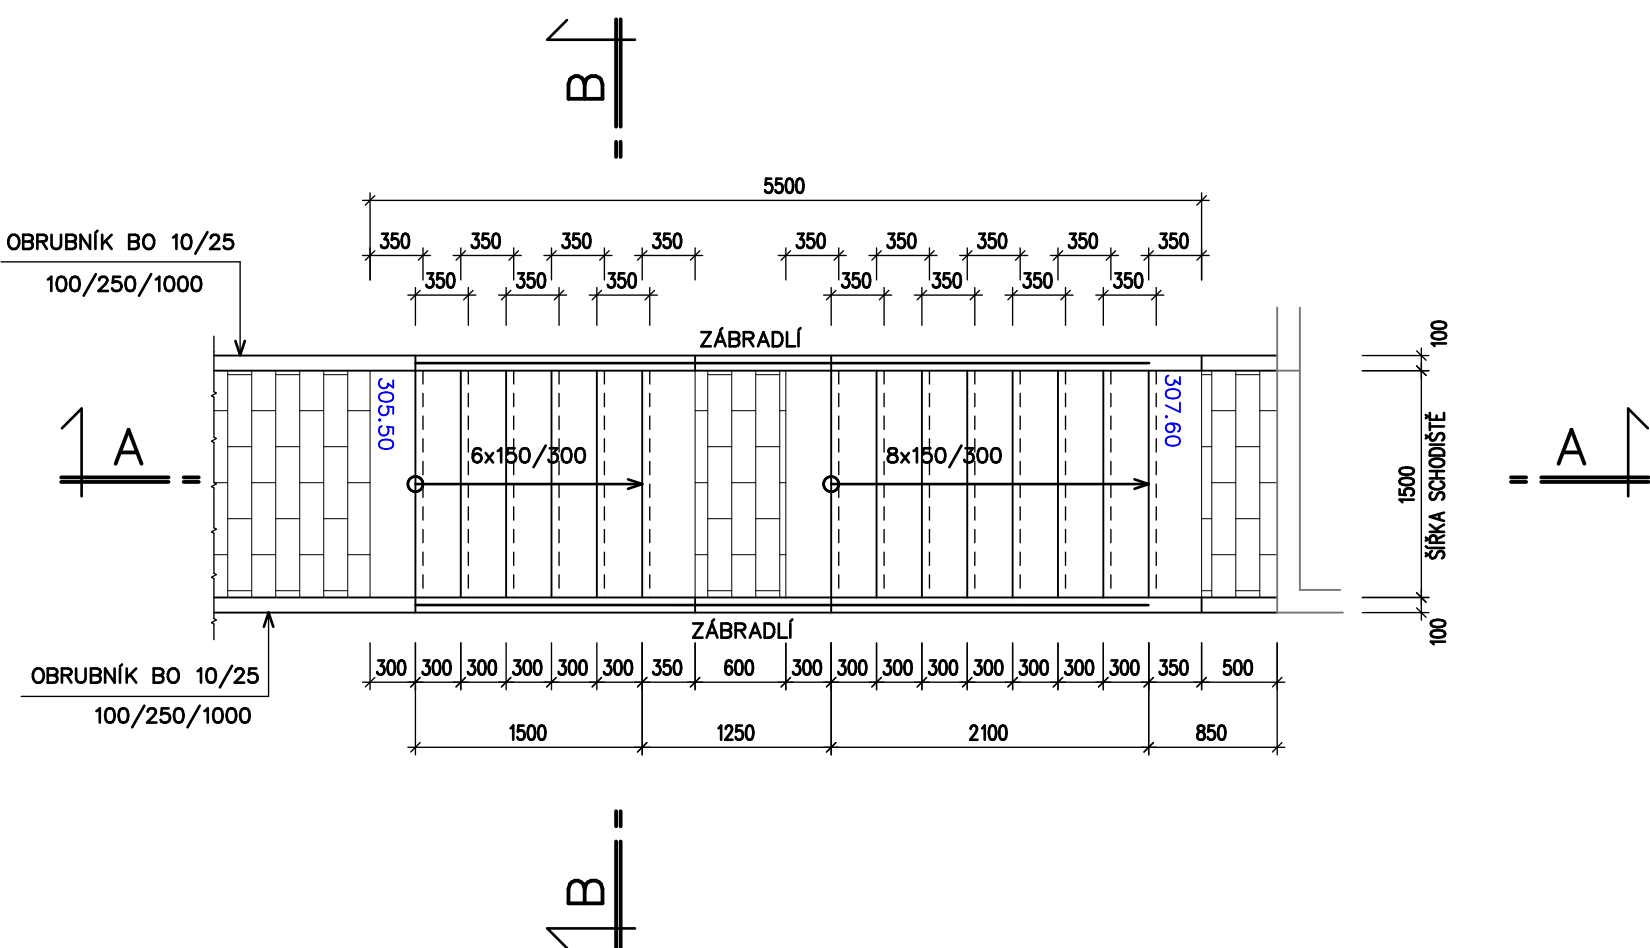 B
5500
350 350 350 350 350 350 350 350 350
350 350 350 350 350 350 350
OBRUBNÍK BO 10/25
100/250/1000
ZÁBRADLÍ
100
305.50
307.60
A
6x150/300
8x150/300
1500
ŠÍŘKA SCHODIŠTĚ
A
ZÁBRADLÍ
100
300 300 300 300 300 300 350 600 300 300 300 300 300 300 300 300 350 500
OBRUBNÍK BO 10/25
100/250/1000
1500 1250 2100 850
B